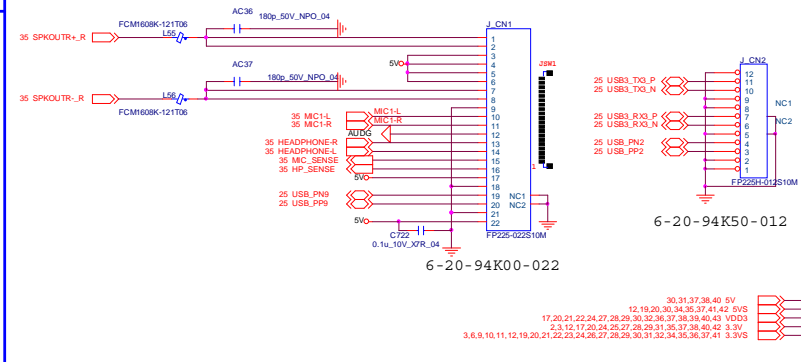 AC36
FCM1608K-121T06
180p_50V_NPO_04
J_CN1
35 SPKOUTR+_R
L55
1
2
3
4
5
6
7
8
9
10
11
12
13
14
15
16
17
18
19
20
21
22
5V
JSW1
1
AC37
180p_50V_NPO_04
35 SPKOUTR-_R
L56
FCM1608K-121T06
35 MIC1-L
MIC1-L
35 MIC1-R
MIC1-R
AUDG
35 HEADPHONE-R
35 HEADPHONE-L
35 MIC_SENSE
35 HP_SENSE
5V
25 USB_PN9
25 USB_PP9
NC1
NC2
5V
C722
0.1u_10V_X7R_04
FP225-022S10M
6-20-94K00-022
J_CN2
25 USB3_TX3_P
25 USB3_TX3_N
25 USB3_RX3_P
25 USB3_RX3_N
25 USB_PN2
25 USB_PP2
12
11
10
9
8
7
6
5
4
3
2
1
NC1
NC2
FP225H-012S10M
6-20-94K50-012
30,31,37,38,40 5V
12,19,20,30,34,35,37,41,42 5VS
17,20,21,22,24,27,28,29,30,32,36,37,38,39,40,43 VDD3
2,3,12,17,20,24,25,27,28,29,31,35,37,38,40,42 3.3V
3,6,9,10,11,12,19,20,21,22,23,24,26,27,28,29,30,31,32,34,35,36,37,41 3.3VS